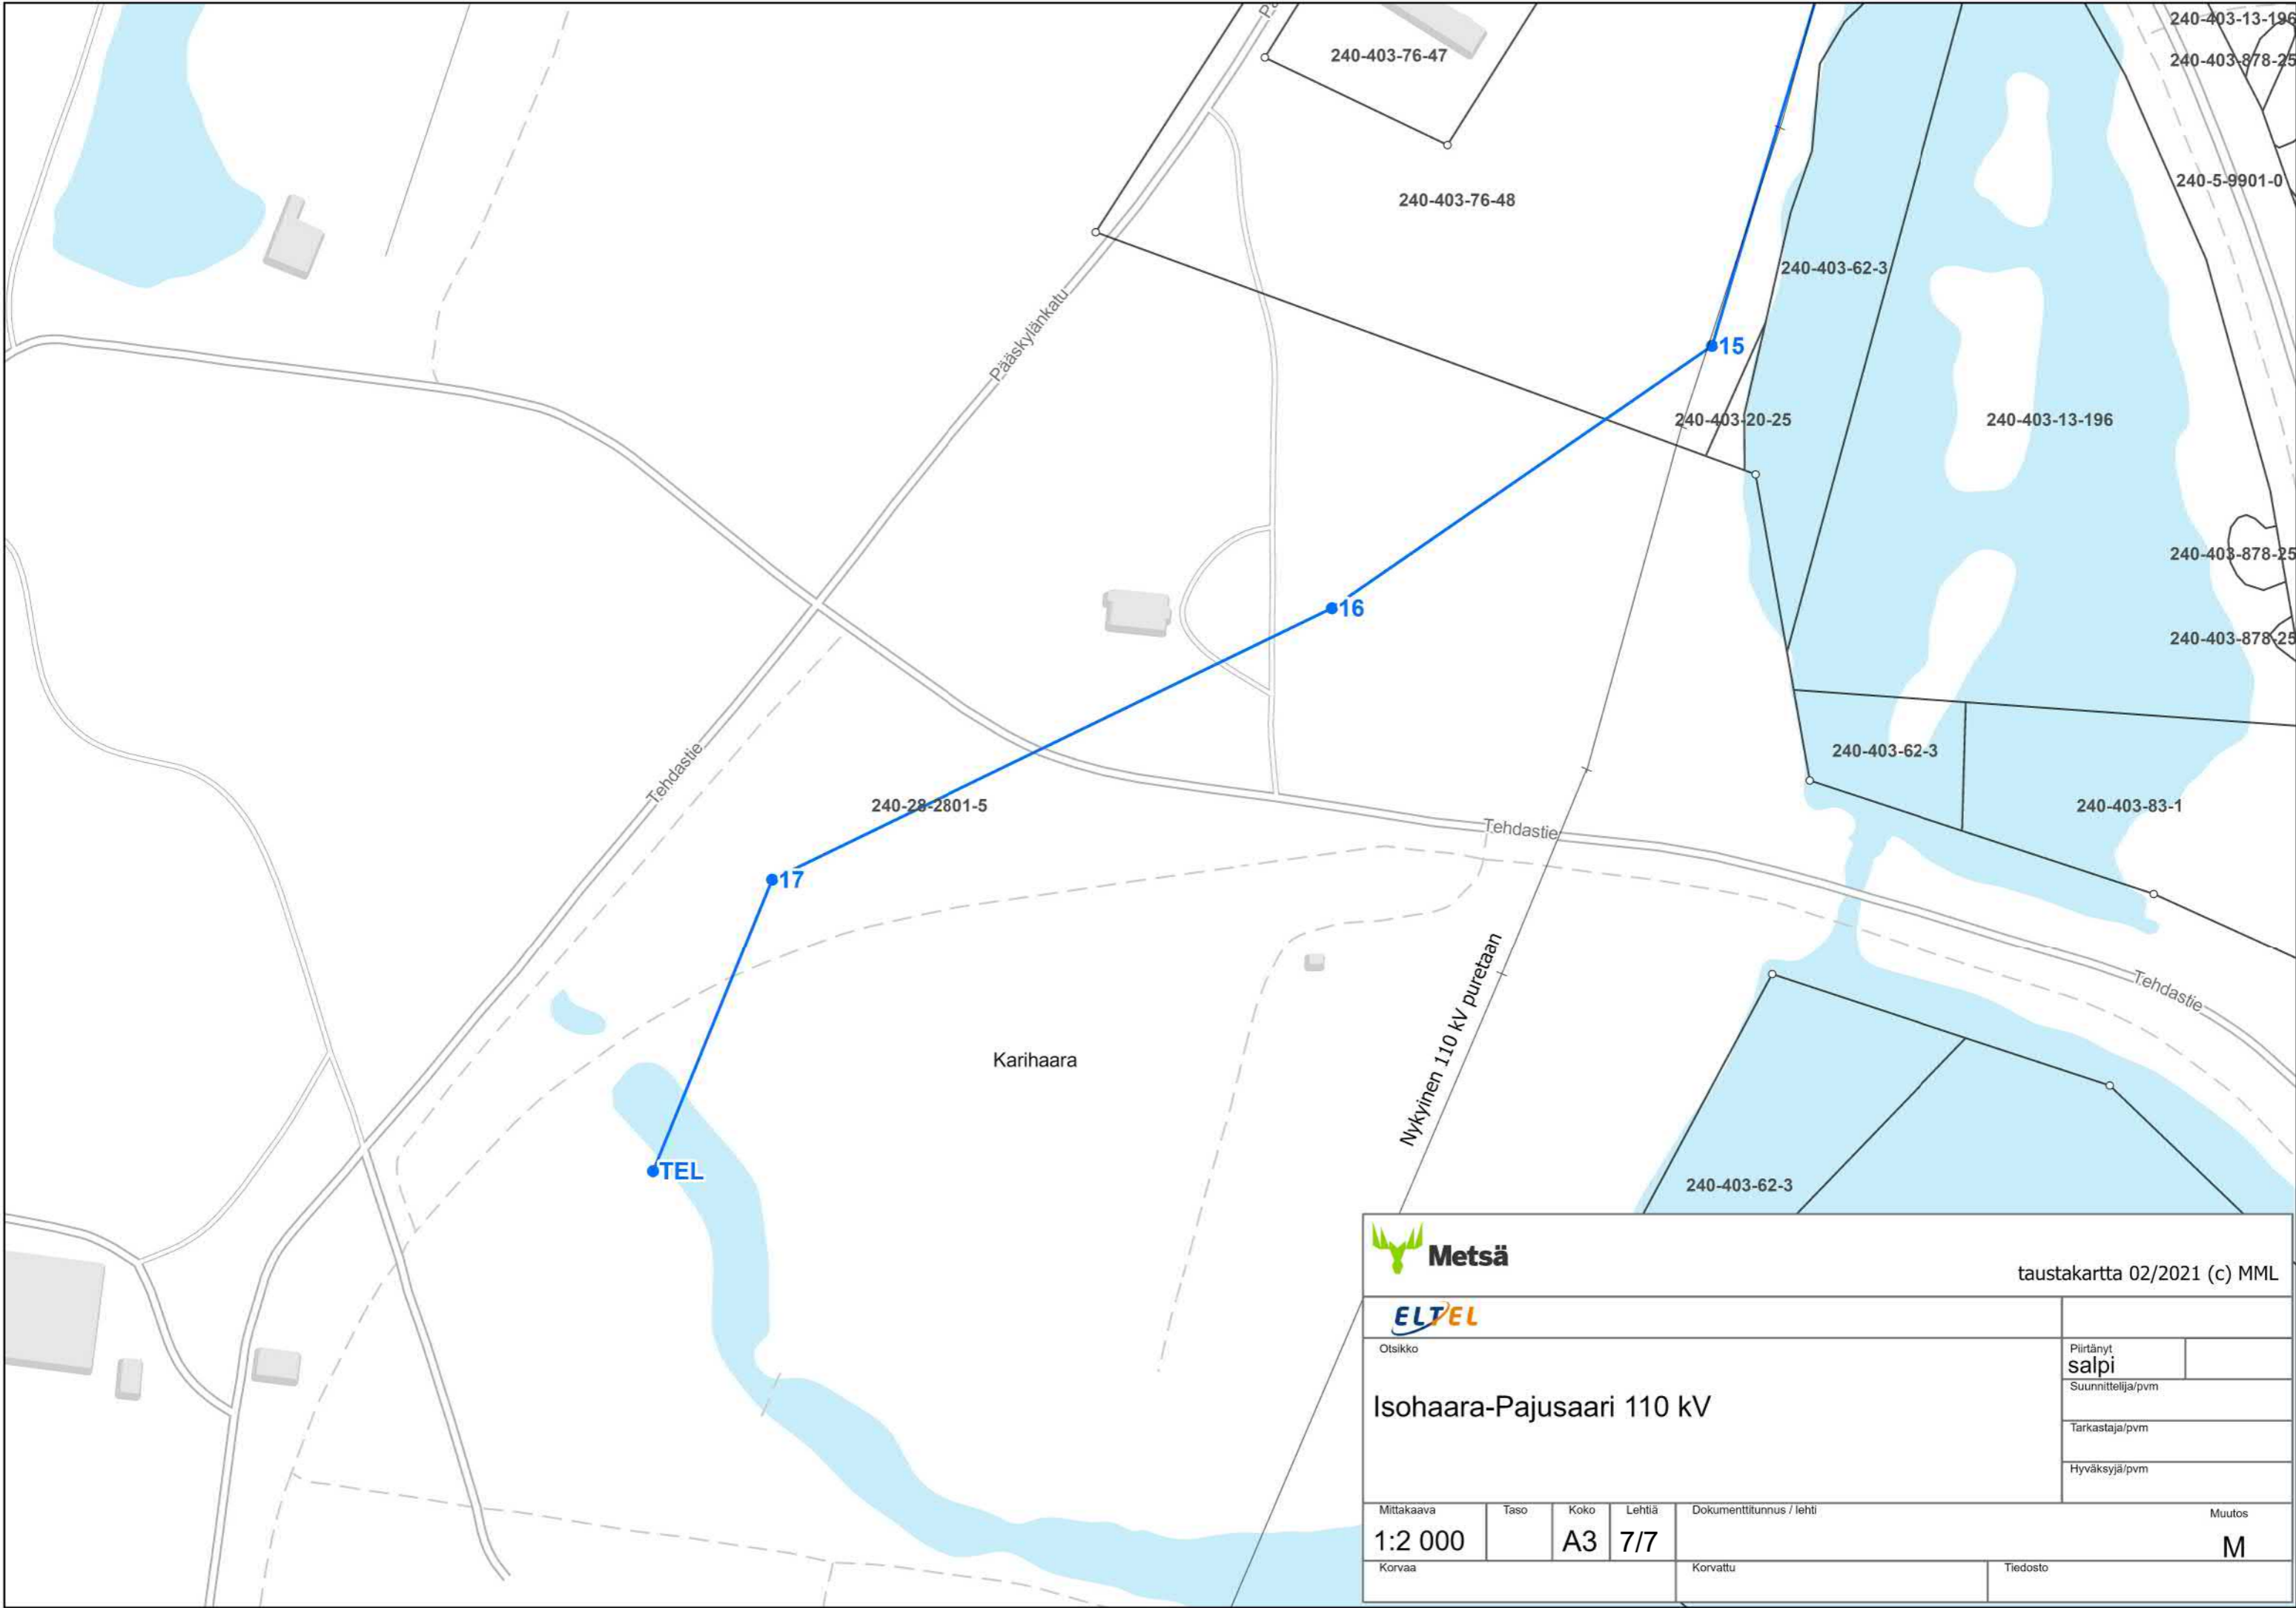 240-403-13-196
240-403-76-47
240-403-878-25
240-5-9901-0
240-403-76-48
240-403-62-3
Pääskylänkatu
15
240-403-20-25
240-403-13-196
240-403-878-25
16
240-403-878-25
Tehdastie
240-403-62-3
240-28-2801-5
240-403-83-1
Tehdastie
17
Nykyinen 110 kV puretaan
Tehdastie
Karihaara
TEL
240-403-62-3
Metsä
taustakartta 02/2021 (c) MML
ELTEL
Otsikko
Piirtänyt
salpi
Suunnittelija/pvm
Isohaara-Pajusaari 110 kV
Tarkastaja/pvm
Hyväksyjä/pvm
Mittakaava
Taso
Koko
Lehtiä
Dokumenttitunnus / lehti
Muutos
1:2 000
A3
7/7
M
Korvaa
Korvattu
Tiedosto